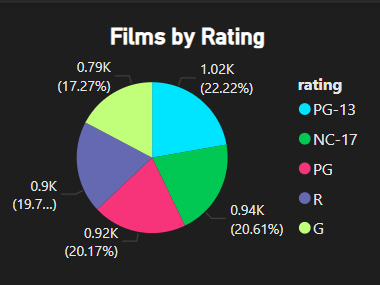 Films by Rating
0.79K
(17.27%)
1.02K
(22.22%)
rating
PG-13
NC-17
PG
R
G
0.9K
(19.7...)
0.94K
(20.61%)
0.92K
(20.17%)